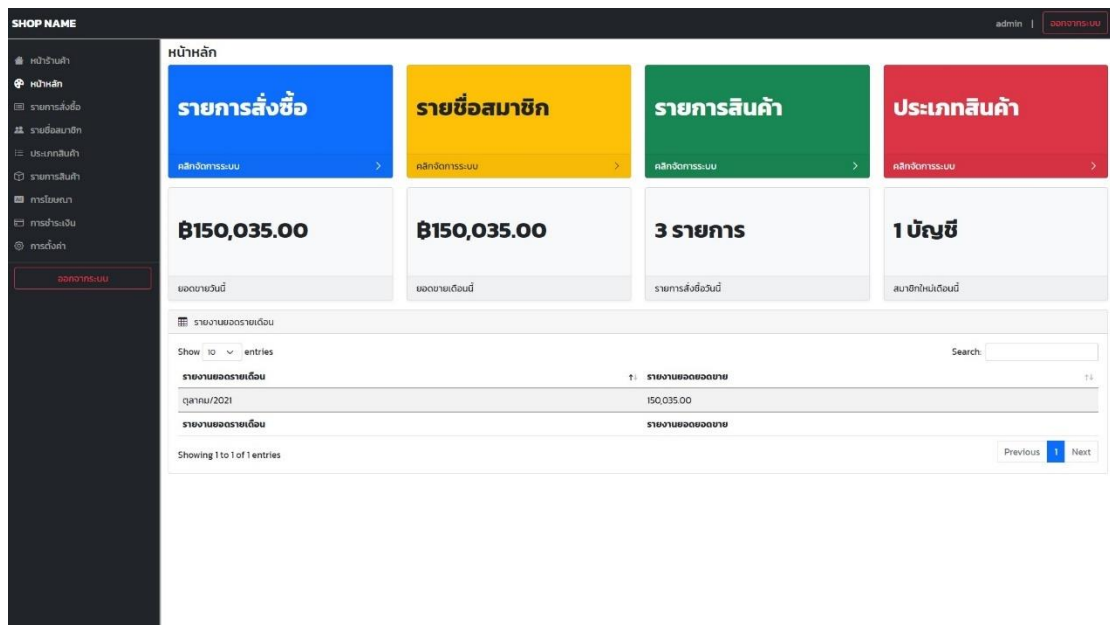 SHOP NAME
admin | ออกจากระบบ
หน้าร้านค้า
หน้าหลัก
รายการสั่งซื้อ
รายชื่อสมาชิก
ประเภทสินค้า
รายการสินค้า
การโฆษณา
การชำระเงิน
การตั้งค่า
ออกจากระบบ
หน้าหลัก
รายการสั่งซื้อ รายชื่อสมาชิก รายการสินค้า ประเภทสินค้า
คลิกจัดการระบบ คลิกจัดการระบบ คลิกจัดการระบบ คลิกจัดการระบบ
฿150,035.00 ฿150,035.00 3 รายการ 1 บัญชี
ยอดขายวันนี้ ยอดขายเดือนนี้ รายการสั่งซื้อวันนี้ สมาชิกใหม่เดือนนี้
รายงานยอดรายเดือน
Show 10 entries Search:
รายงานยอดรายเดือน รายงานยอดยอดขาย
ตุลาคม/2021 150,035.00
รายงานยอดรายเดือน รายงานยอดยอดขาย
Showing 1 to 1 of 1 entries Previous 1 Next